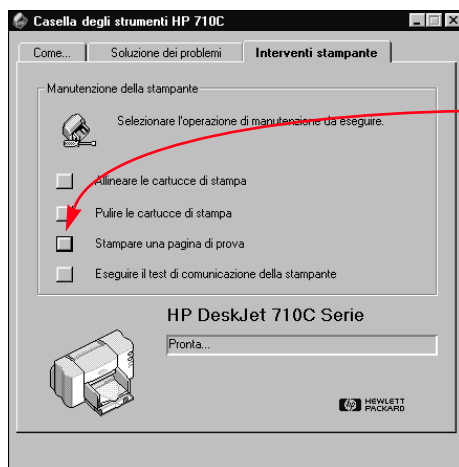 Casella degli strumenti HP 710C
Come... Soluzione dei problemi Interventi stampante
Manutenzione della stampante
Selezionare l'operazione di manutenzione da eseguire.
Allineare le cartucce di stampa
Pulire le cartucce di stampa
Stampare una pagina di prova
Eseguire il test di comunicazione della stampante
HP DeskJet 710C Serie
Pronta...
hp HEWLETT
PACKARD